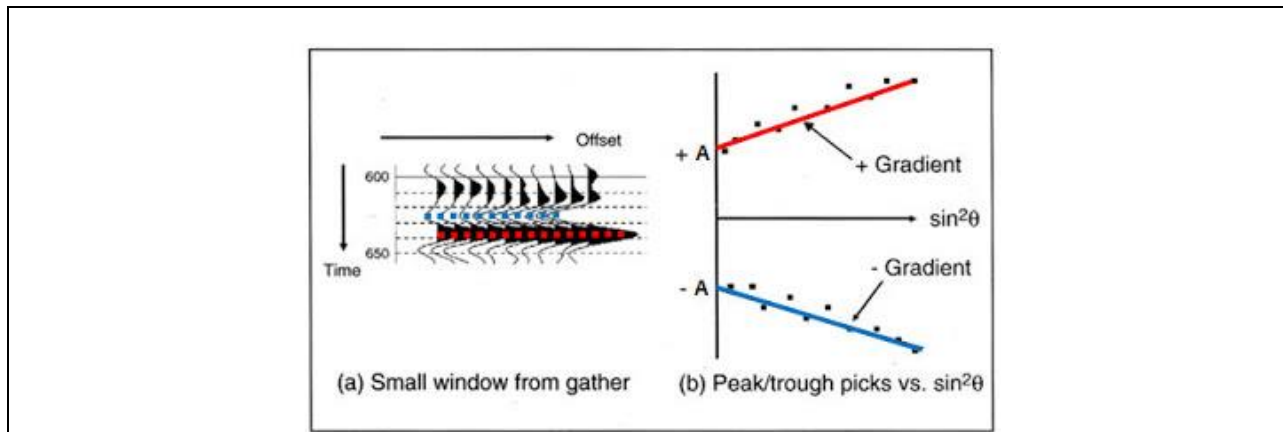 Offset
600
650
Time
+ A
+ Gradient
sin²θ
- Gradient
- A
(a) Small window from gather
(b) Peak/trough picks vs. sin²θ